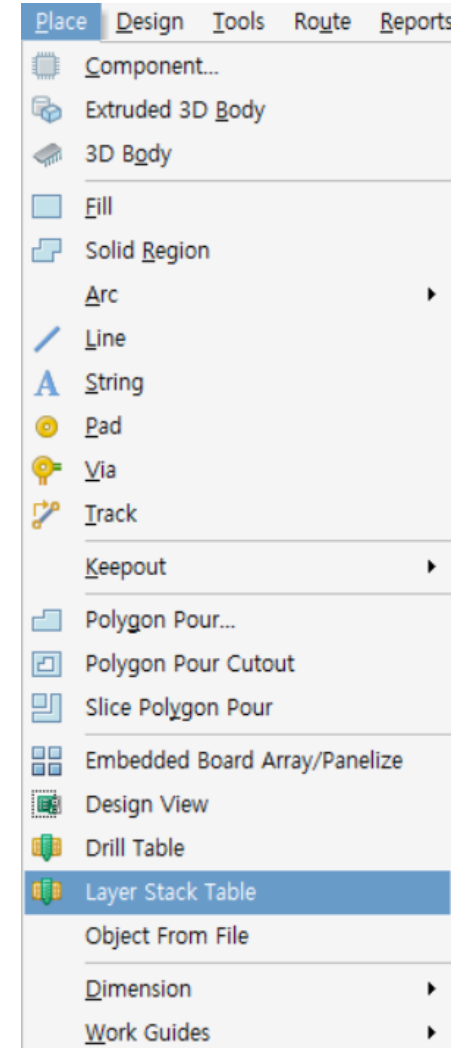 Place Design Tools Route Reports
Component...
Extruded 3D Body
3D Body
Fill
Solid Region
Arc
Line
String
Pad
Via
Track
Keepout
Polygon Pour...
Polygon Pour Cutout
Slice Polygon Pour
Embedded Board Array/Panelize
Design View
Drill Table
Layer Stack Table
Object From File
Dimension
Work Guides